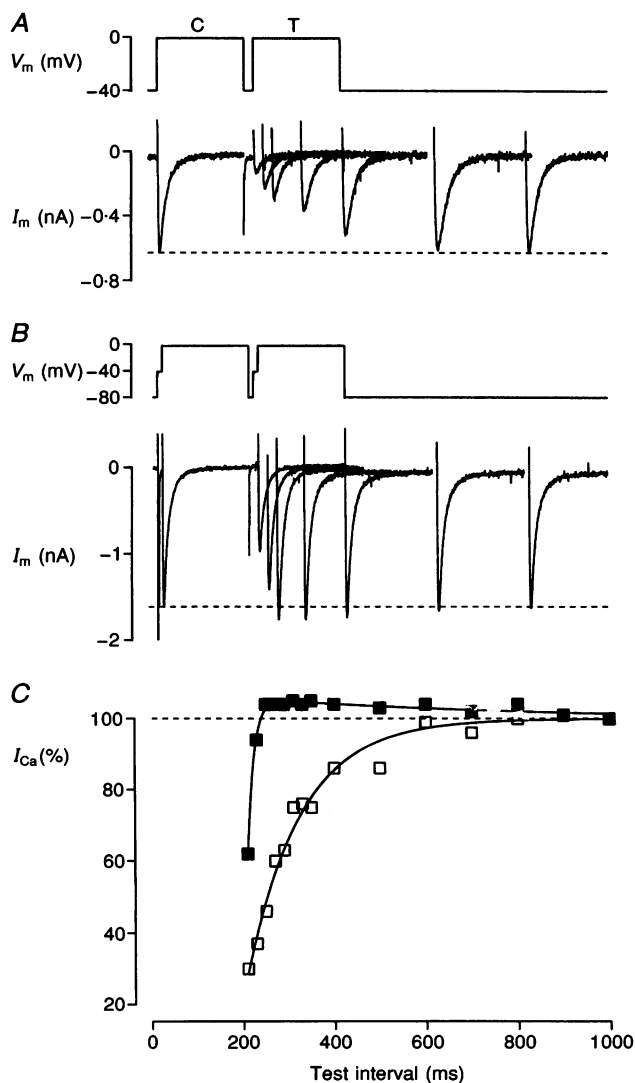 A
C T
0
V_m (mV)
−40
0
I_m (nA)
−0·4
−0·8
B
0
V_m (mV) −40
−80
0
−1
I_m (nA)
−2
C
100
I_Ca (%)
80
60
40
20
0 200 400 600 800 1000
Test interval (ms)